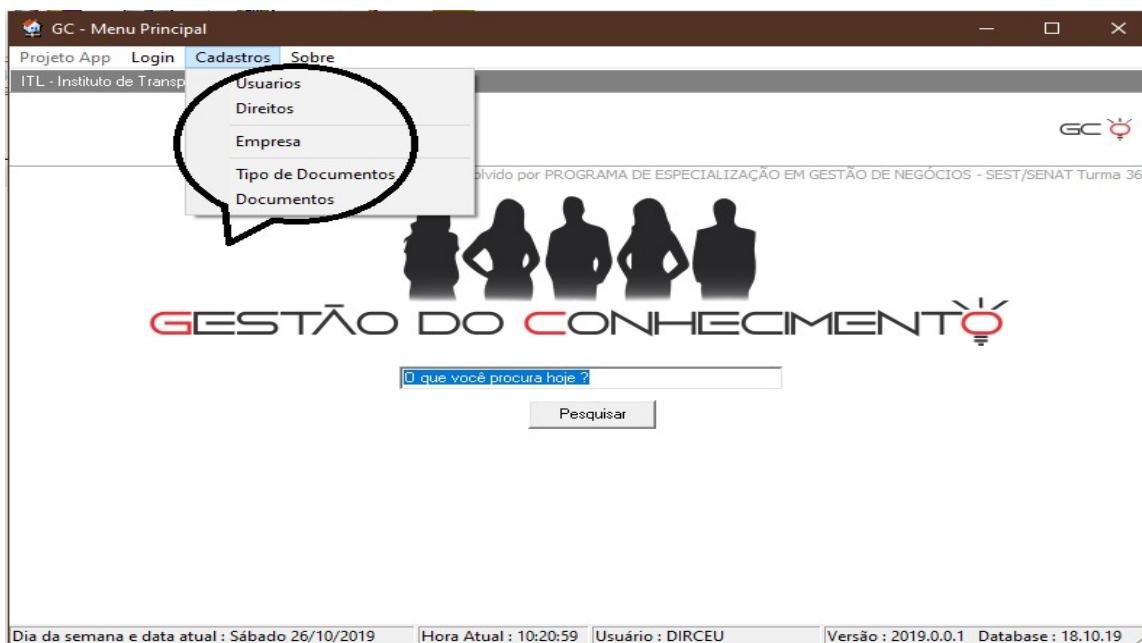 GC - Menu Principal
Projeto App Login Cadastros Sobre
ITL - Instituto de Transp
Usuarios
Direitos
Empresa
Tipo de Documentos
Documentos
GC
por PROGRAMA DE ESPECIALIZAÇÃO EM GESTÃO DE NEGÓCIOS - SEST/SENAT Turma 36
GESTÃO DO CONHECIMENTO
O que você procura hoje ?
Pesquisar
Dia da semana e data atual : Sábado 26/10/2019 Hora Atual : 10:20:59 Usuário : DIRCEU Versão : 2019.0.0.1 Database : 18.10.19